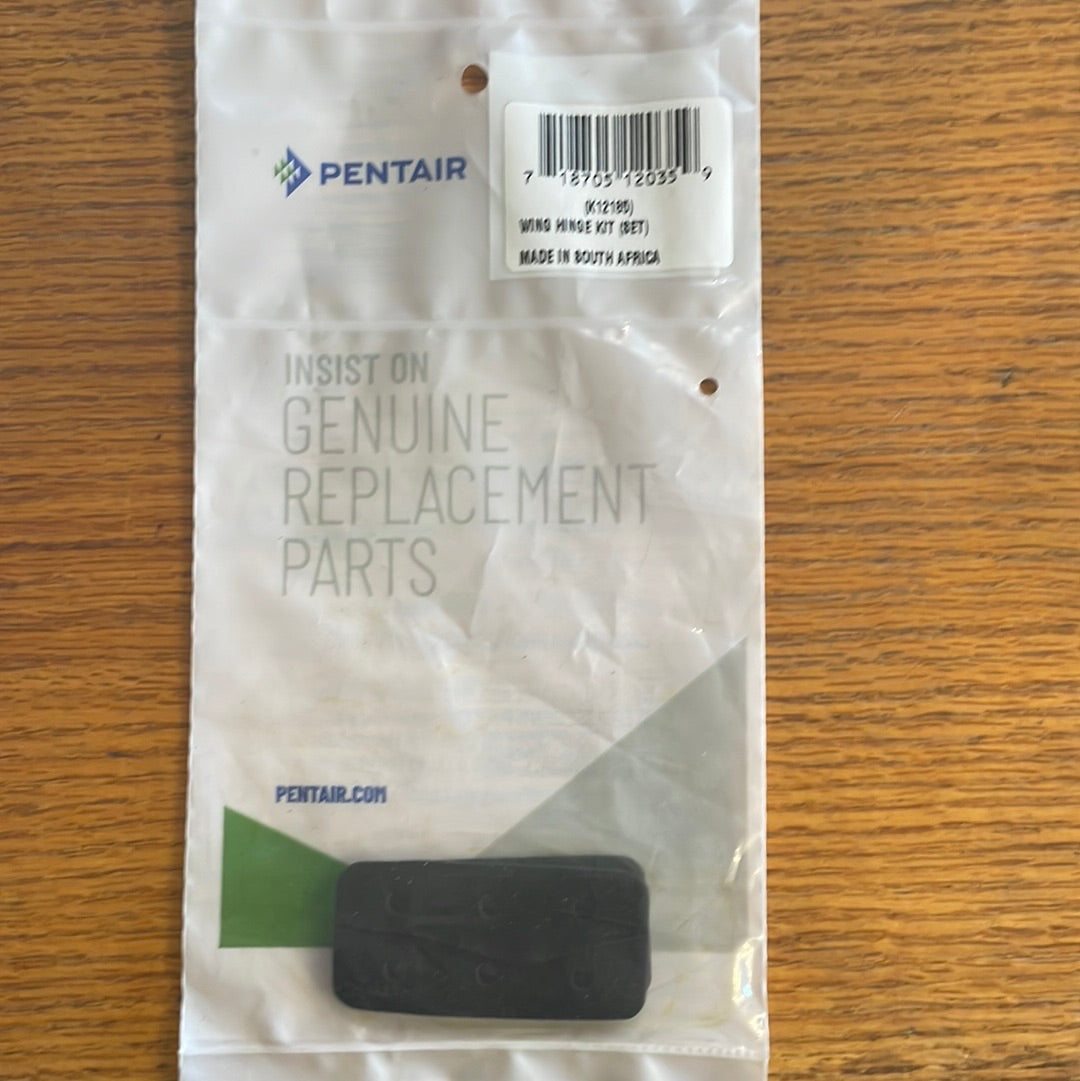 PENTAIR
7 18705 12035 9
(K12180)
WING HINGE KIT (SET)
MADE IN SOUTH AFRICA
INSIST ON
GENUINE
REPLACEMENT
PARTS
PENTAIR.COM